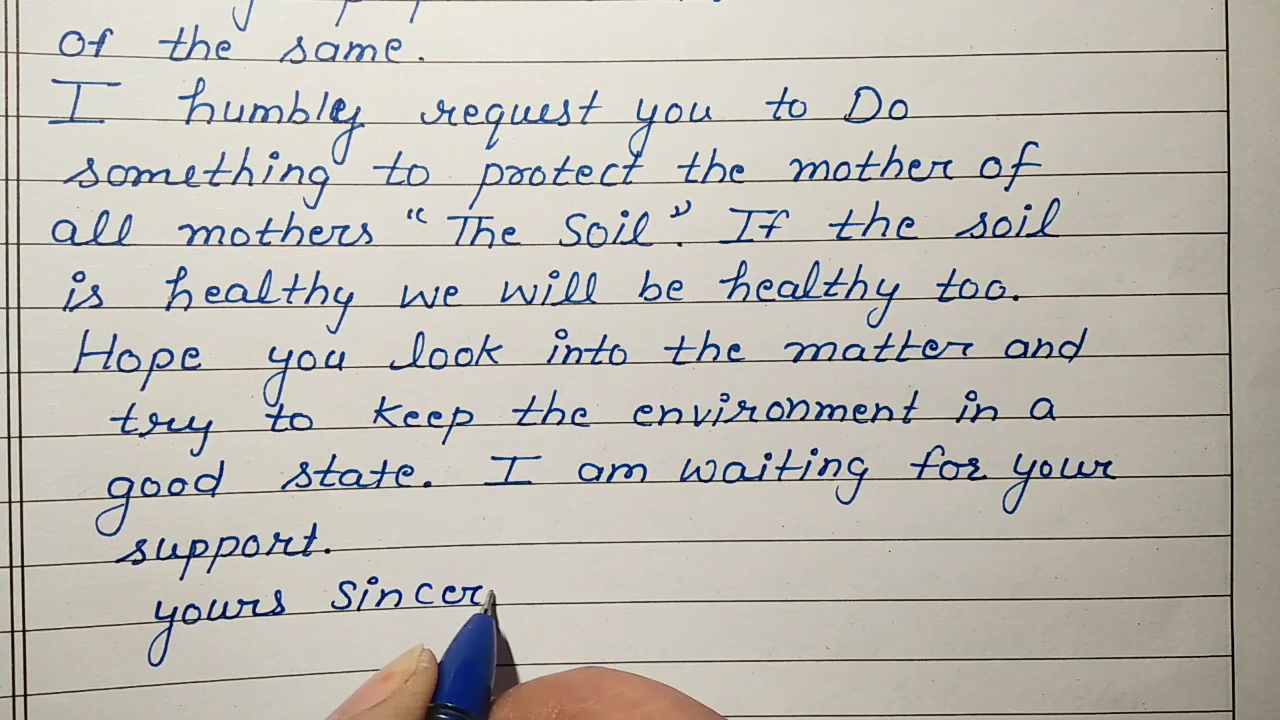 of the same.
I humbly request you to Do
something to protect the mother of
all mothers "The Soil". If the soil
is healthy we will be healthy too.
Hope you look into the matter and
try to keep the environment in a
good state. I am waiting for your
support.
yours sincer